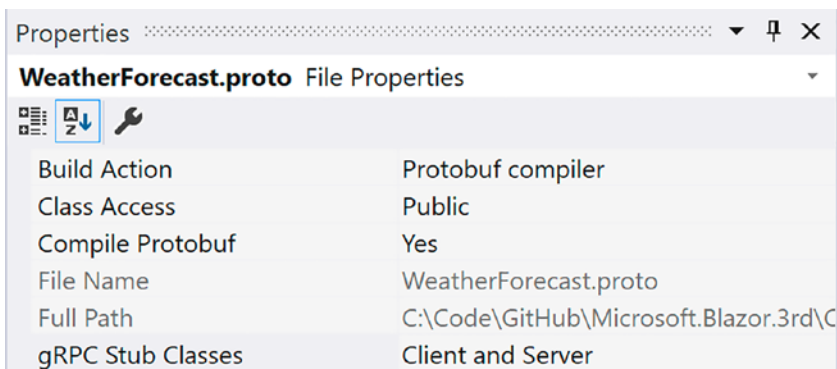 Properties
WeatherForecast.proto File Properties
Build Action Protobuf compiler
Class Access Public
Compile Protobuf Yes
File Name WeatherForecast.proto
Full Path C:\Code\GitHub\Microsoft.Blazor.3rd\C
gRPC Stub Classes Client and Server